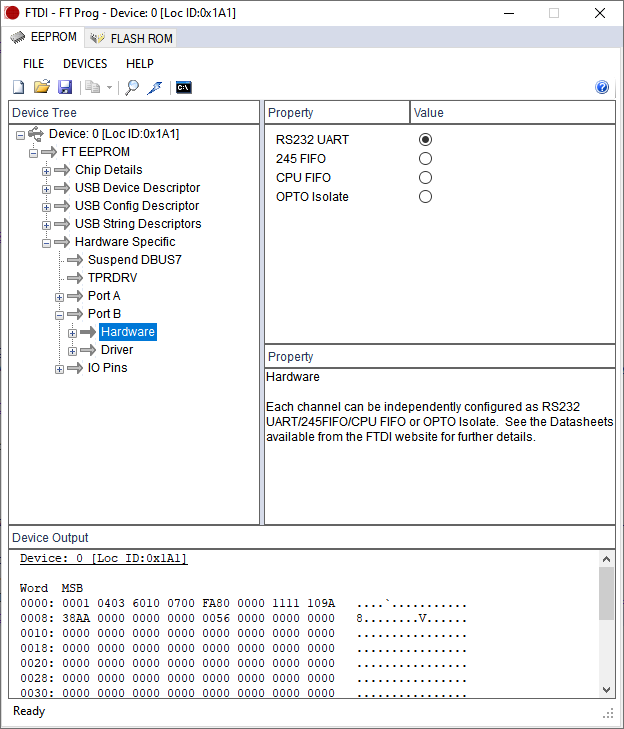 FTDI - FT Prog - Device: 0 [Loc ID:0x1A1]
EEPROM
FLASH ROM
FILE DEVICES HELP
C:\
Device Tree
Device: 0 [Loc ID:0x1A1]
FT EEPROM
Chip Details
USB Device Descriptor
USB Config Descriptor
USB String Descriptors
Hardware Specific
Suspend DBUS7
TPRDRV
Port A
Port B
Hardware
Driver
IO Pins
Property Value
RS232 UART
245 FIFO
CPU FIFO
OPTO Isolate
Property
Hardware
Each channel can be independently configured as RS232
UART/245FIFO/CPU FIFO or OPTO Isolate.  See the Datasheets
available from the FTDI website for further details.
Device Output
Device: 0 [Loc ID:0x1A1]
Word  MSB
0000: 0001 0403 6010 0700 FA80 0000 1111 109A   ....`...........
0008: 38AA 0000 0000 0000 0056 0000 0000 0000   8........V......
0010: 0000 0000 0000 0000 0000 0000 0000 0000   ................
0018: 0000 0000 0000 0000 0000 0000 0000 0000   ................
0020: 0000 0000 0000 0000 0000 0000 0000 0000   ................
0028: 0000 0000 0000 0000 0000 0000 0000 0000   ................
0030: 0000 0000 0000 0000 0000 0000 0000 0000   ................
Ready